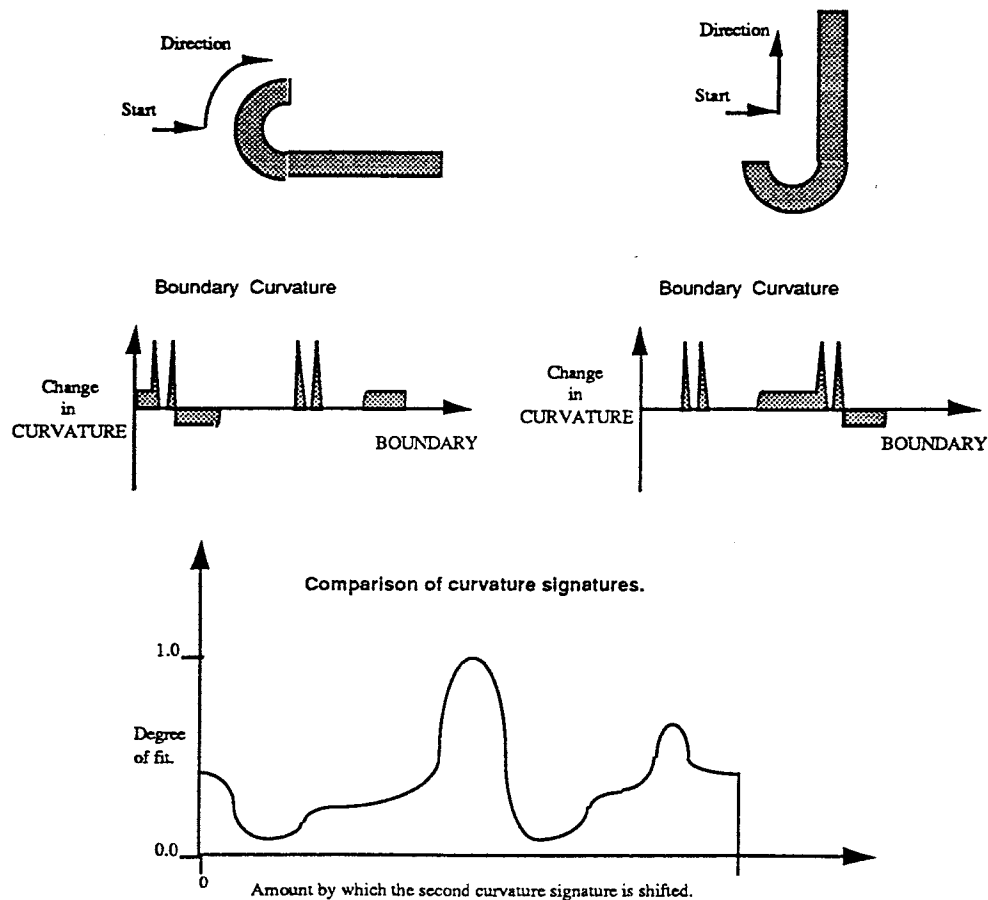 Direction
Start
Direction
Start
Boundary Curvature
Boundary Curvature
Change
in
CURVATURE
BOUNDARY
Change
in
CURVATURE
BOUNDARY
Comparison of curvature signatures.
1.0
Degree
of fit.
0.0
0
Amount by which the second curvature signature is shifted.